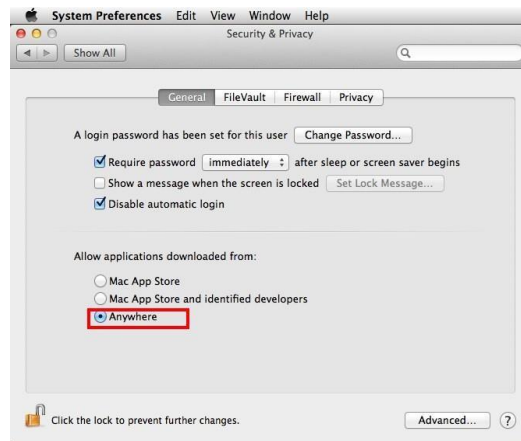 System Preferences Edit View Window Help
Security & Privacy
Show All
General FileVault Firewall Privacy
A login password has been set for this user Change Password...
Require password immediately after sleep or screen saver begins
Show a message when the screen is locked Set Lock Message...
Disable automatic login
Allow applications downloaded from:
Mac App Store
Mac App Store and identified developers
Anywhere
Click the lock to prevent further changes. Advanced... ?